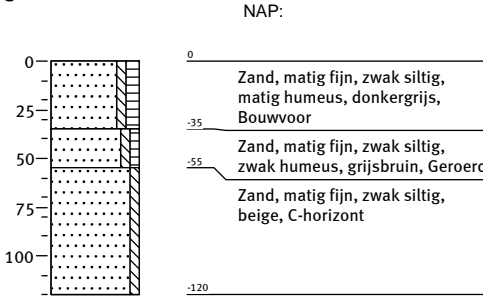 NAP:
0
0
Zand, matig fijn, zwak siltig,
matig humeus, donkergrijs,
Bouwvoor
25
-35
Zand, matig fijn, zwak siltig,
zwak humeus, grijsbruin, Geroerd
50
-55
Zand, matig fijn, zwak siltig,
beige, C-horizont
75
100
-120